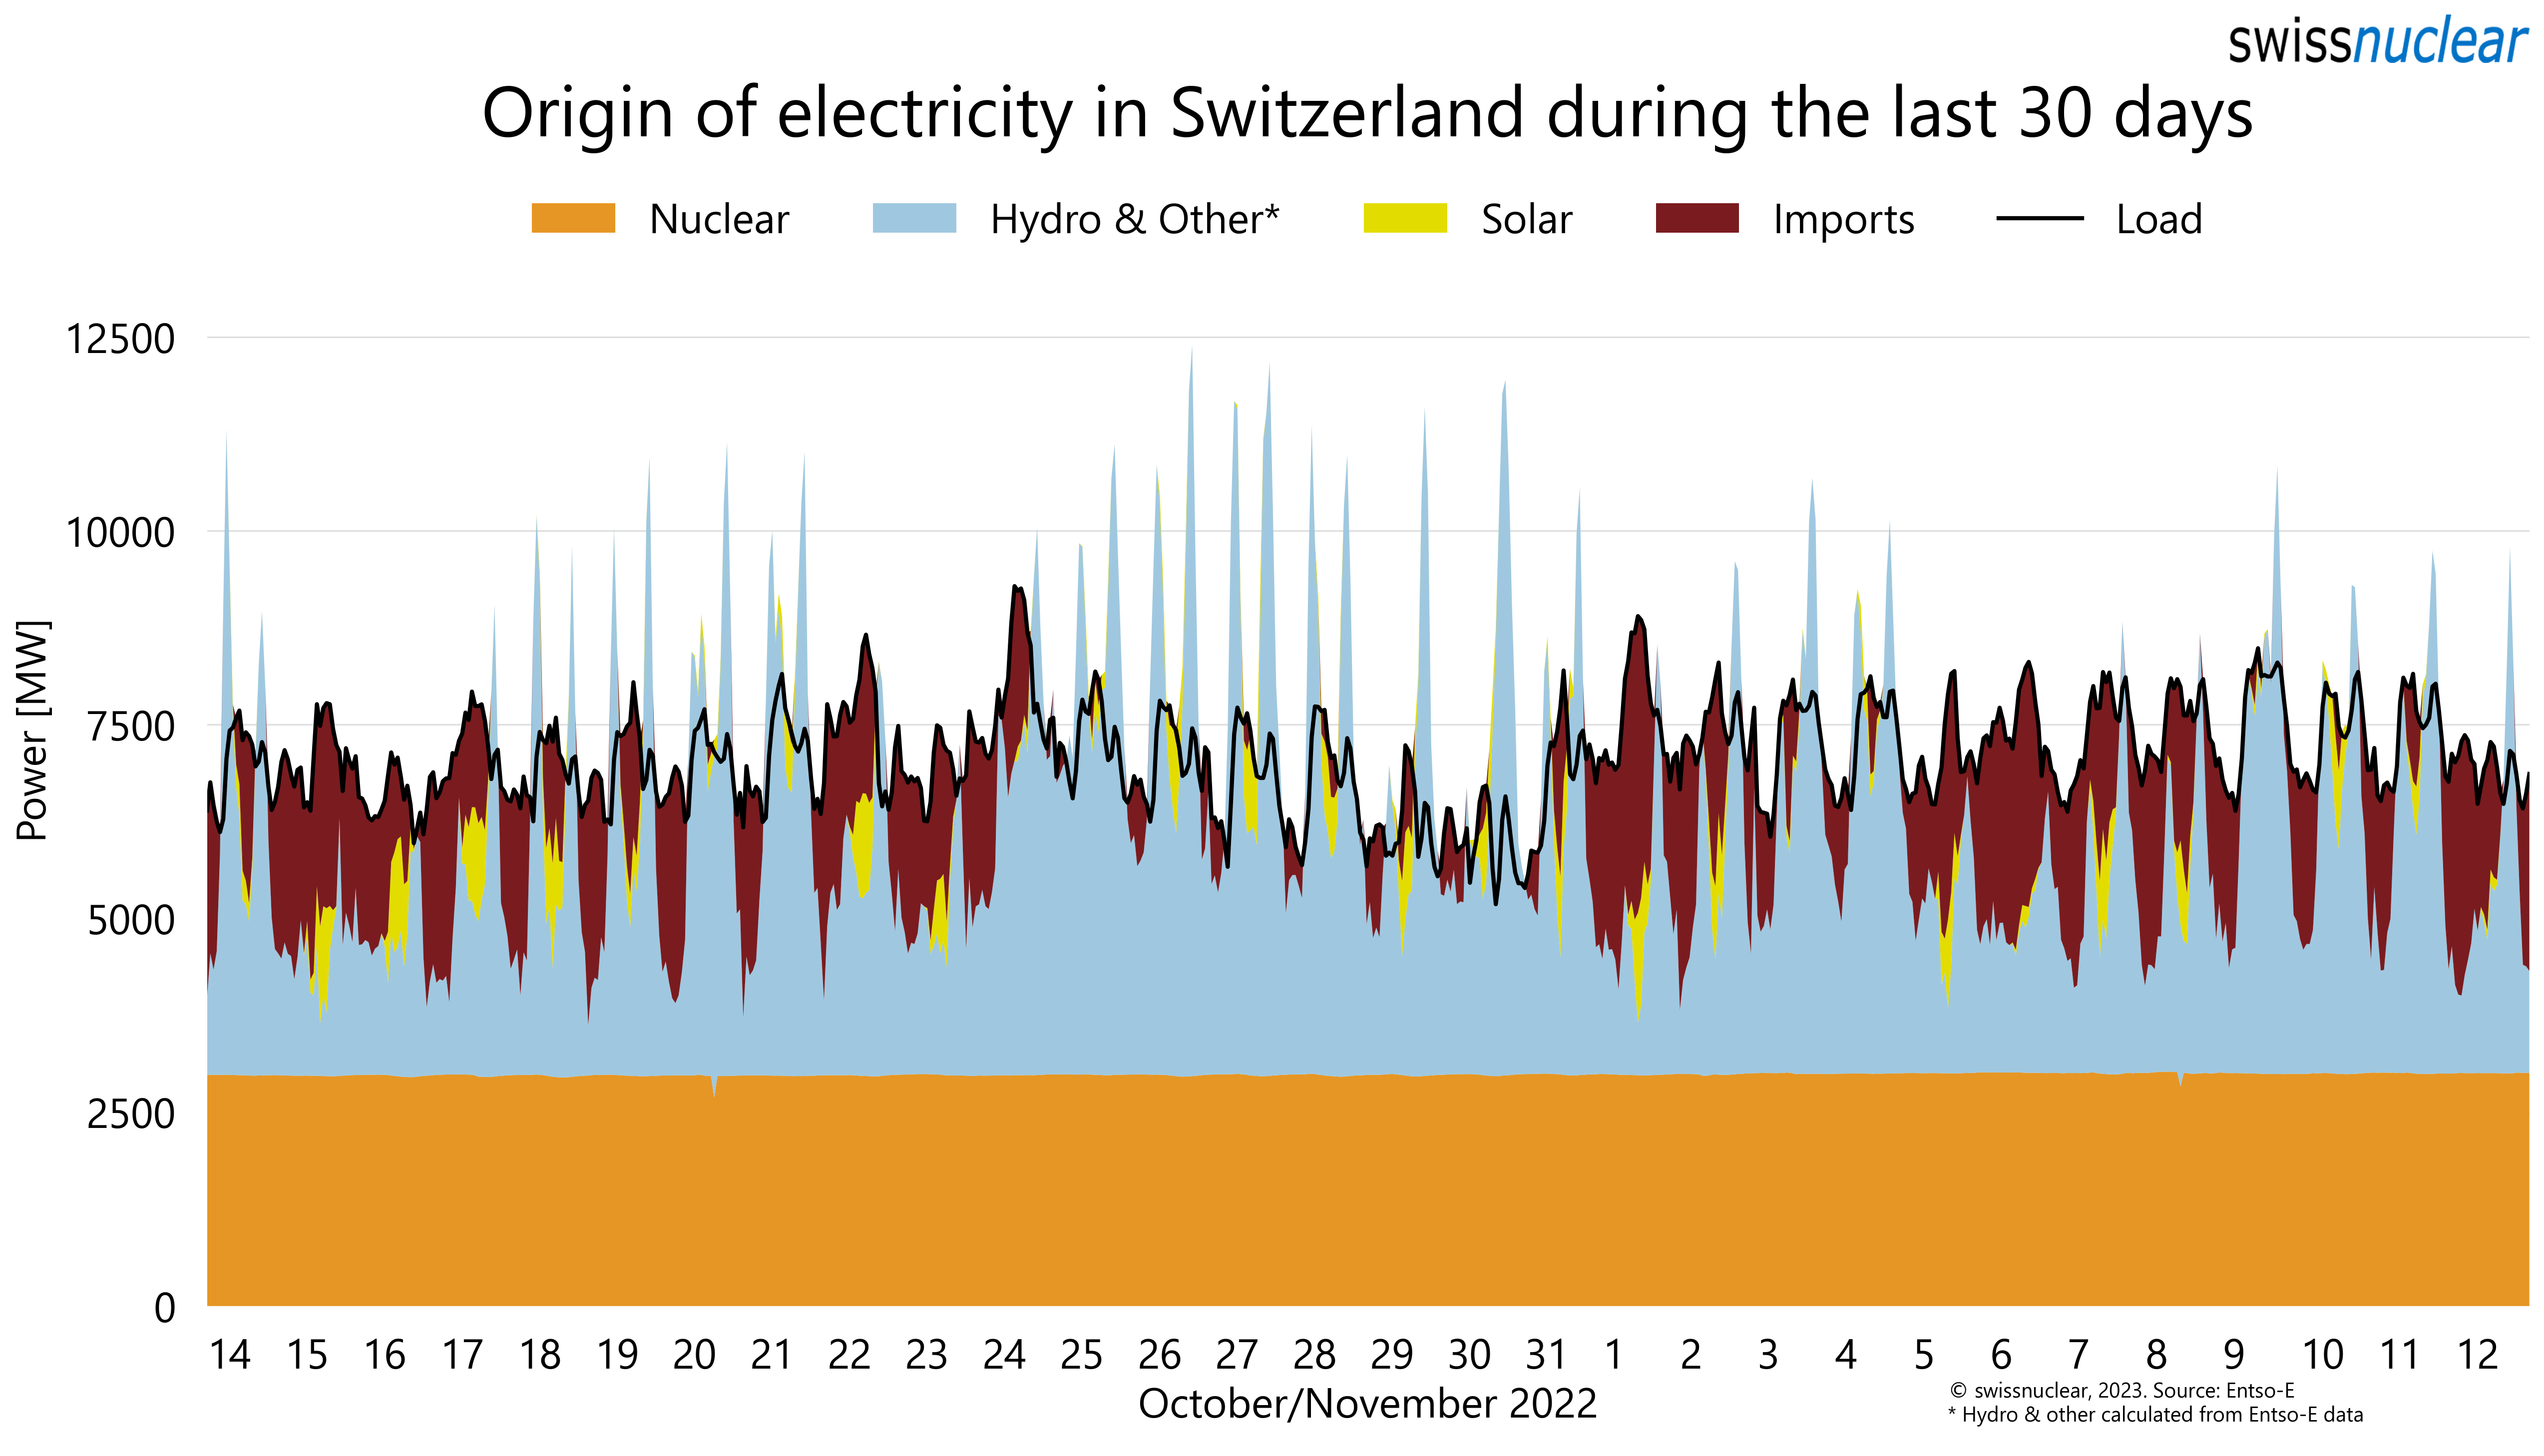 swissnuclear
Origin of electricity in Switzerland during the last 30 days
Nuclear Hydro & Other* Solar Imports Load
12500
10000
7500
5000
2500
0
Power [MW]
14 15 16 17 18 19 20 21 22 23 24 25 26 27 28 29 30 31 1 2 3 4 5 6 7 8 9 10 11 12
October/November 2022
© swissnuclear, 2023. Source: Entso-E
* Hydro & other calculated from Entso-E data